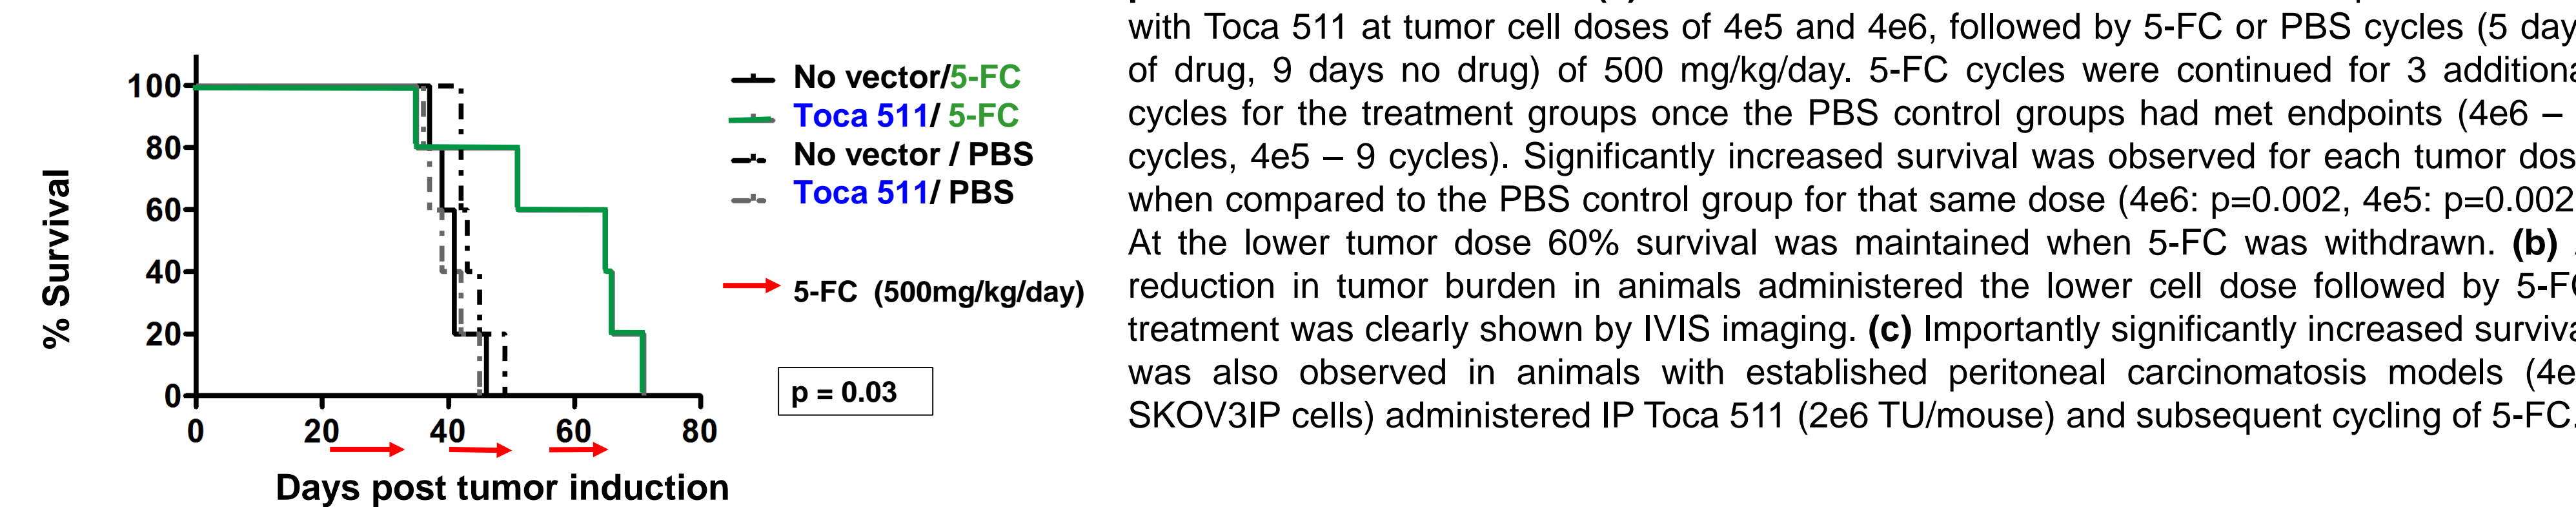 100
80
60
40
20
0
% Survival
0 20 40 60 80
Days post tumor induction
No vector/5-FC
Toca 511/ 5-FC
No vector / PBS
Toca 511/ PBS
5-FC (500mg/kg/day)
p = 0.03
with Toca 511 at tumor cell doses of 4e5 and 4e6, followed by 5-FC or PBS cycles (5 day
of drug, 9 days no drug) of 500 mg/kg/day. 5-FC cycles were continued for 3 additiona
cycles for the treatment groups once the PBS control groups had met endpoints (4e6 –
cycles, 4e5 – 9 cycles). Significantly increased survival was observed for each tumor dos
when compared to the PBS control group for that same dose (4e6: p=0.002, 4e5: p=0.002
At the lower tumor dose 60% survival was maintained when 5-FC was withdrawn. (b)
reduction in tumor burden in animals administered the lower cell dose followed by 5-FC
treatment was clearly shown by IVIS imaging. (c) Importantly significantly increased surviva
was also observed in animals with established peritoneal carcinomatosis models (4e
SKOV3IP cells) administered IP Toca 511 (2e6 TU/mouse) and subsequent cycling of 5-FC.